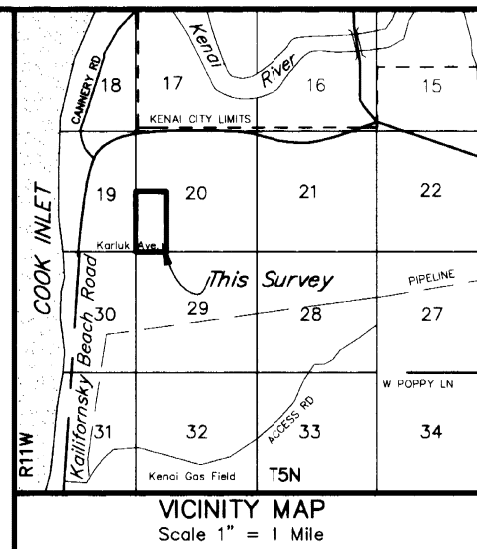 Kenai
River
CANNERY RD
18
17
16
15
KENAI CITY LIMITS
19
20
21
22
Karluk Ave.
COOK INLET
This Survey
PIPELINE
Kailifornsky Beach Road
30
29
28
27
W POPPY LN
ACCESS RD
R11W
31
32
33
34
Kenai Gas Field
T5N
VICINITY MAP
Scale 1" = 1 Mile